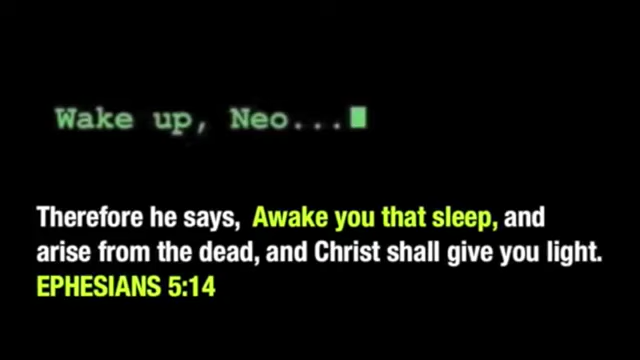 Wake up, Neo...
Therefore he says, Awake you that sleep, and
arise from the dead, and Christ shall give you light.
EPHESIANS 5:14